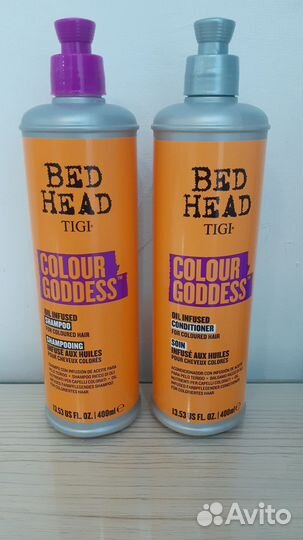 BED
HEAD
TIGI®
COLOUR
GODDESS™
OIL INFUSED
SHAMPOO
FOR COLOURED HAIR
SHAMPOOING
INFUSÉ AUX HUILES
POUR CHEVEUX COLORÉS
13.53 US FL. OZ. | 400mL ℮
BED
HEAD
TIGI®
COLOUR
GODDESS™
OIL INFUSED
CONDITIONER
FOR COLOURED HAIR
SOIN
INFUSÉ AUX HUILES
POUR CHEVEUX COLORÉS
13.53 US FL. OZ. | 400mL ℮
Avito